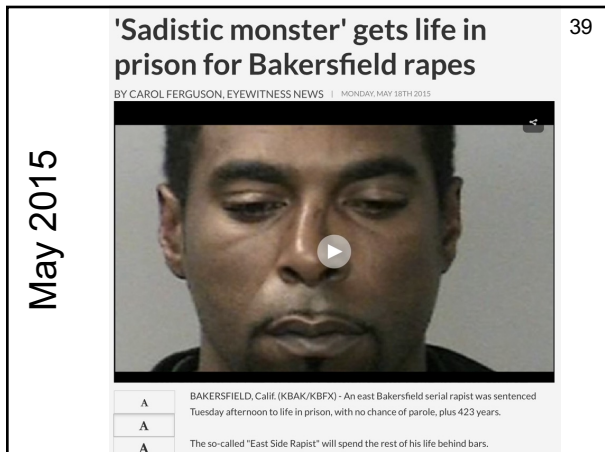 'Sadistic monster' gets life in
prison for Bakersfield rapes
39
BY CAROL FERGUSON, EYEWITNESS NEWS | MONDAY, MAY 18TH 2015
May 2015
A
A
A
BAKERSFIELD, Calif. (KBAK/KBFX) - An east Bakersfield serial rapist was sentenced
Tuesday afternoon to life in prison, with no chance of parole, plus 423 years.
The so-called "East Side Rapist" will spend the rest of his life behind bars.